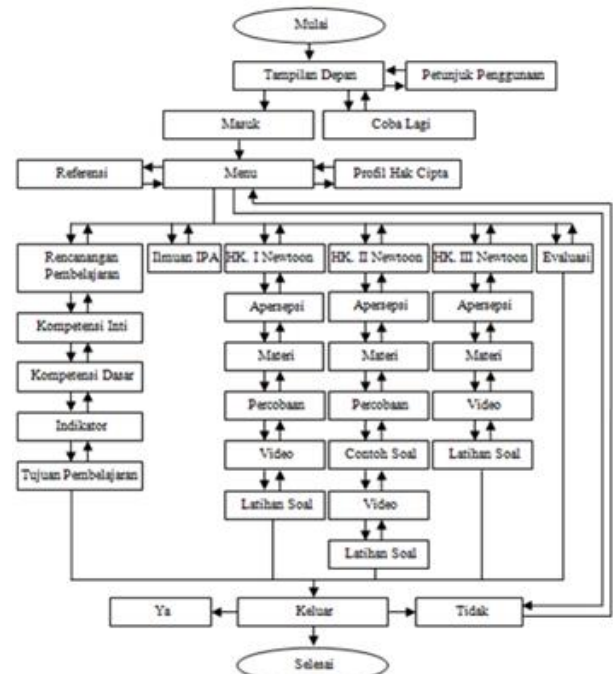 Mulai
Tampilan Depan
Petunjuk Penggunaan
Masuk
Coba Lagi
Referensi
Menu
Profil Hak Cipta
Rencanangan
Pembelajaran
Ilmuan IPA
HK. I Newtoon
HK. II Newtoon
HK. III Newtoon
Evaluasi
Kompetensi Inti
Apersepsi
Apersepsi
Apersepsi
Kompetensi Dasar
Materi
Materi
Materi
Indikator
Percobaan
Percobaan
Video
Tujuan Pembelajaran
Video
Contoh Soal
Latihan Soal
Latihan Soal
Video
Latihan Soal
Ya
Keluar
Tidak
Selesai